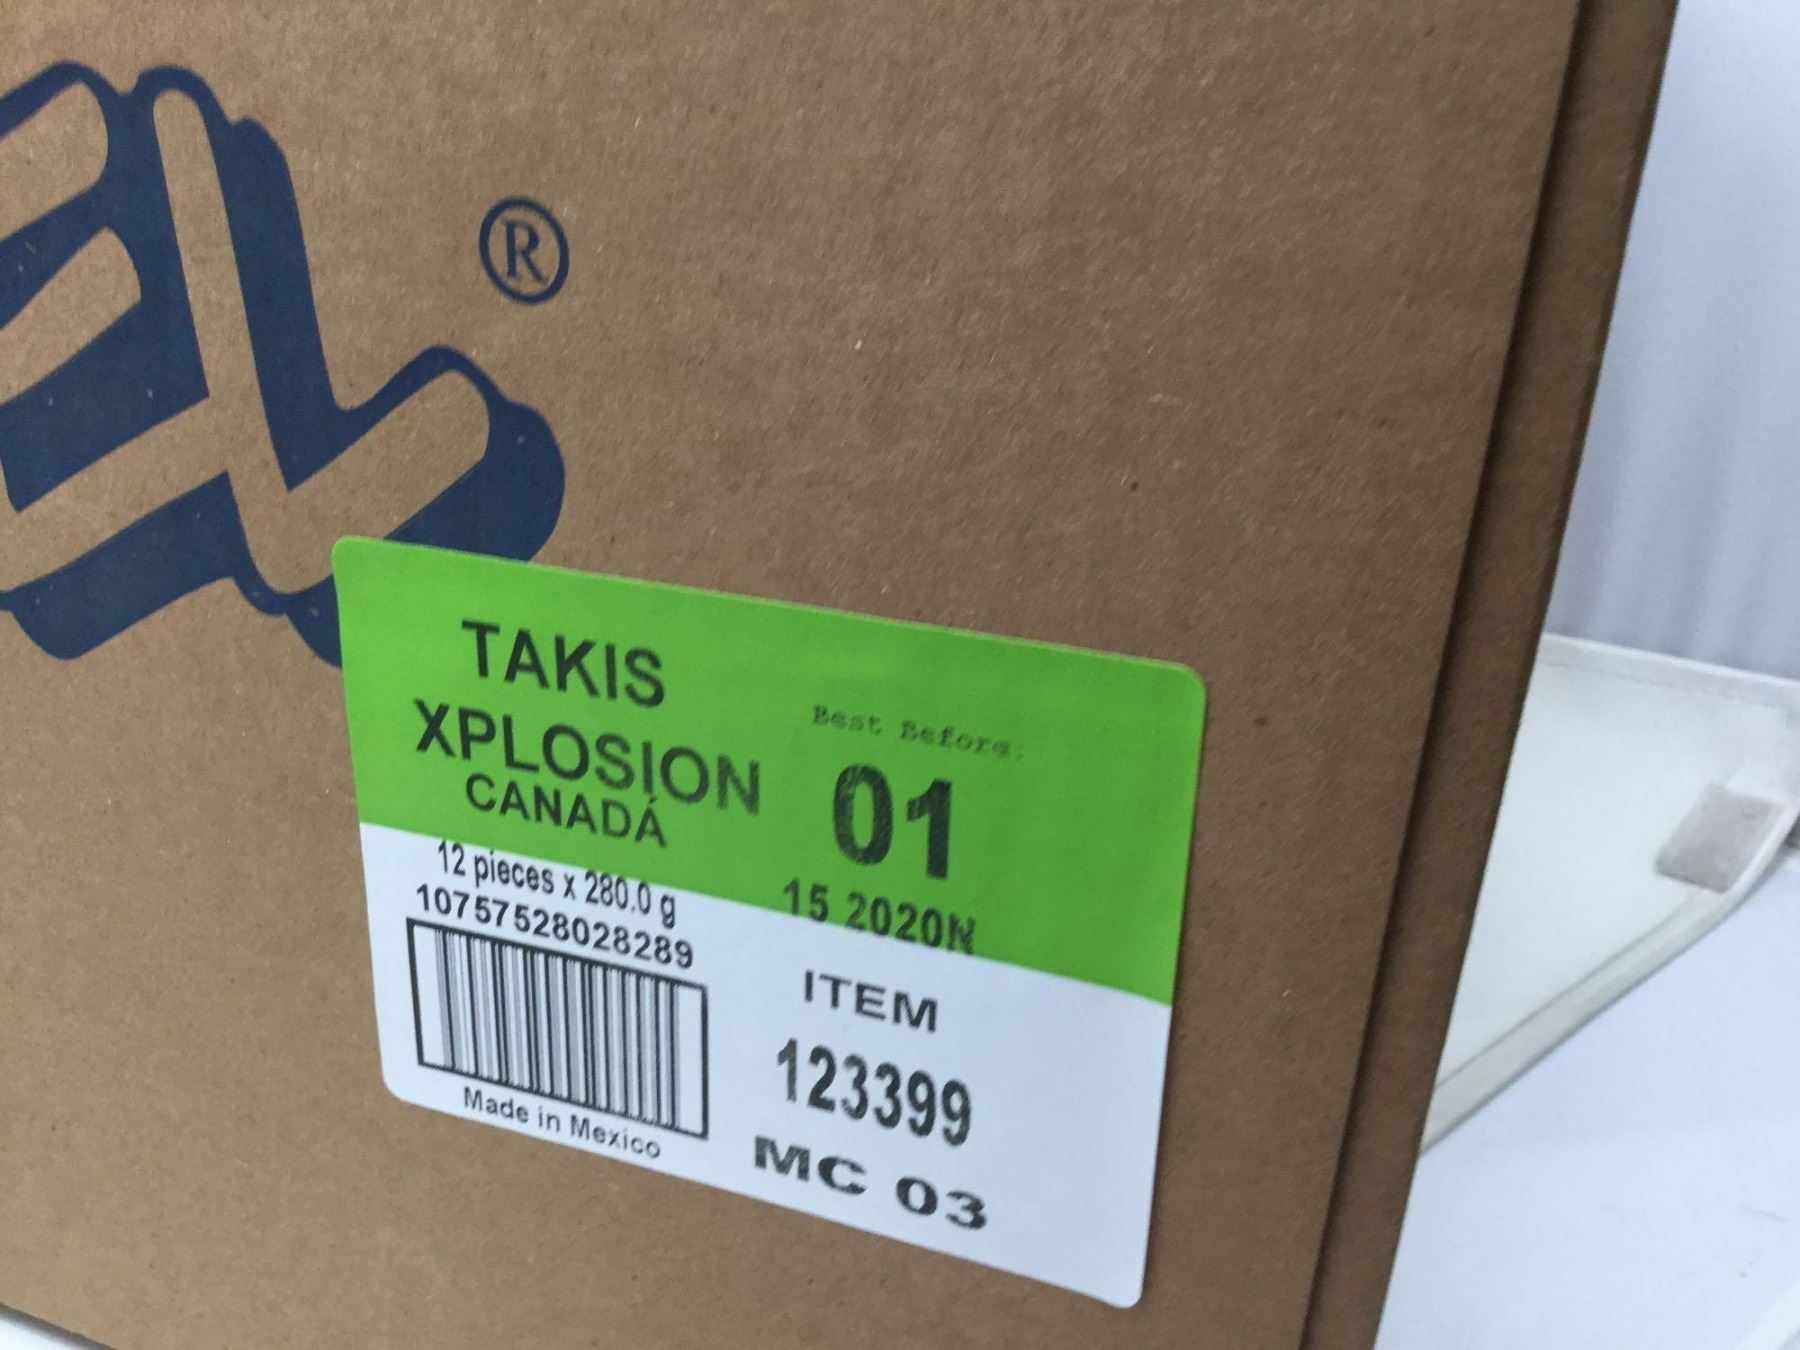 EL®
TAKIS
XPLOSION
CANADÁ
12 pieces x 280.0 g
10757528028289
Made in Mexico
Best Before:
01
15 2020N
ITEM
123399
MC 03